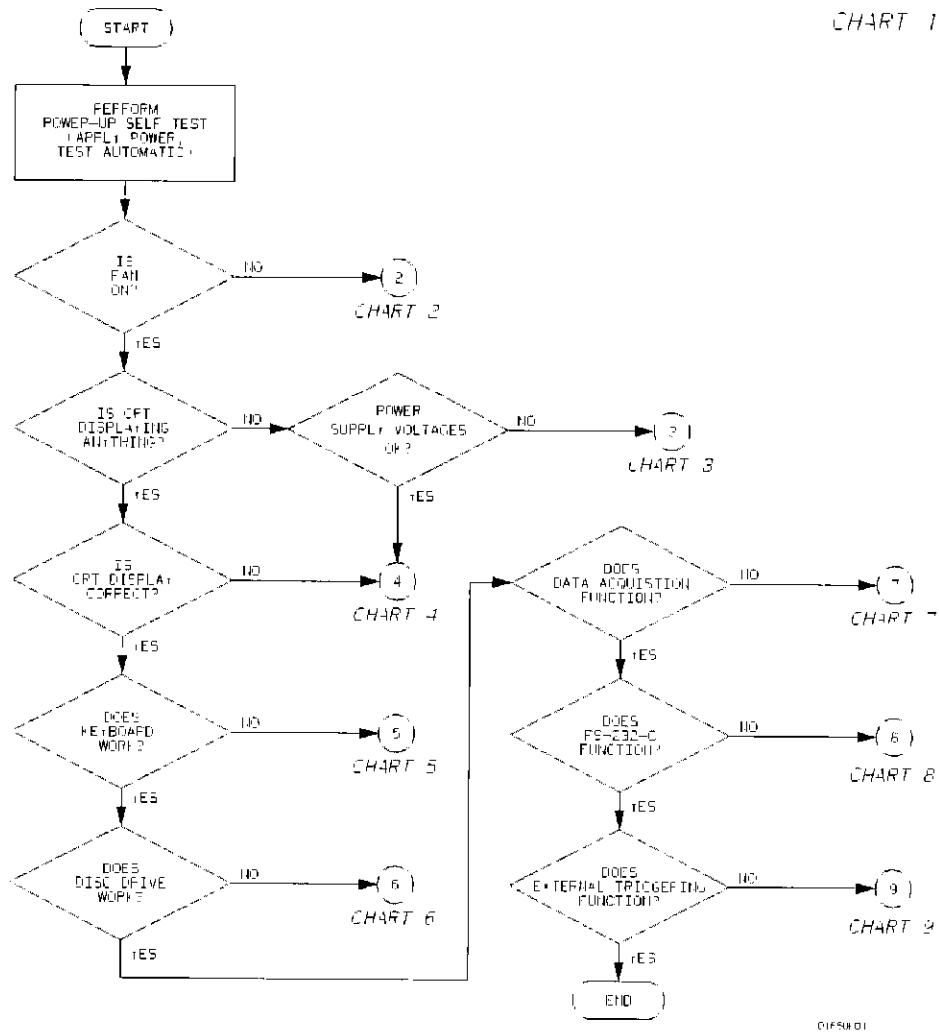 CHART 1
START
PERFORM
POWER-UP SELF TEST
(APPLY POWER,
TEST AUTOMATIC)
IS
FAN
ON?
NO
2
CHART 2
YES
IS CRT
DISPLAYING
ANYTHING?
NO
POWER
SUPPLY VOLTAGES
OK?
NO
3
CHART 3
YES
YES
IS
CRT DISPLAY
CORRECT?
NO
4
CHART 4
YES
DOES
KEYBOARD
WORK?
NO
5
CHART 5
YES
DOES
DISC DRIVE
WORK?
NO
6
CHART 6
YES
DOES
DATA ACQUISTION
FUNCTION?
NO
7
CHART 7
YES
DOES
RS-232-C
FUNCTION?
NO
8
CHART 8
YES
DOES
EXTERNAL TRIGGERING
FUNCTION?
NO
9
CHART 9
YES
END